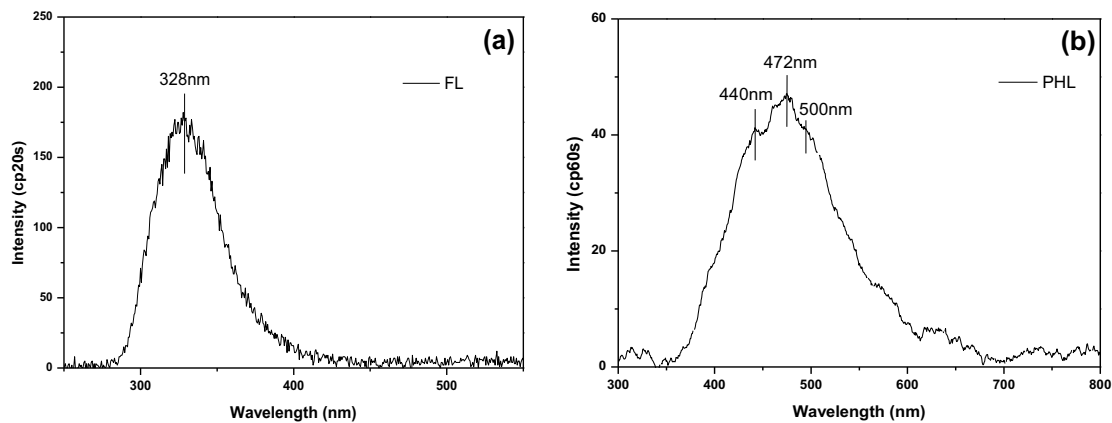 250
200
150
100
50
0
300
400
500
Intensity (cp20s)
Wavelength (nm)
328nm
FL
(a)
60
40
20
0
300
400
500
600
700
800
Intensity (cp60s)
Wavelength (nm)
440nm
472nm
500nm
PHL
(b)